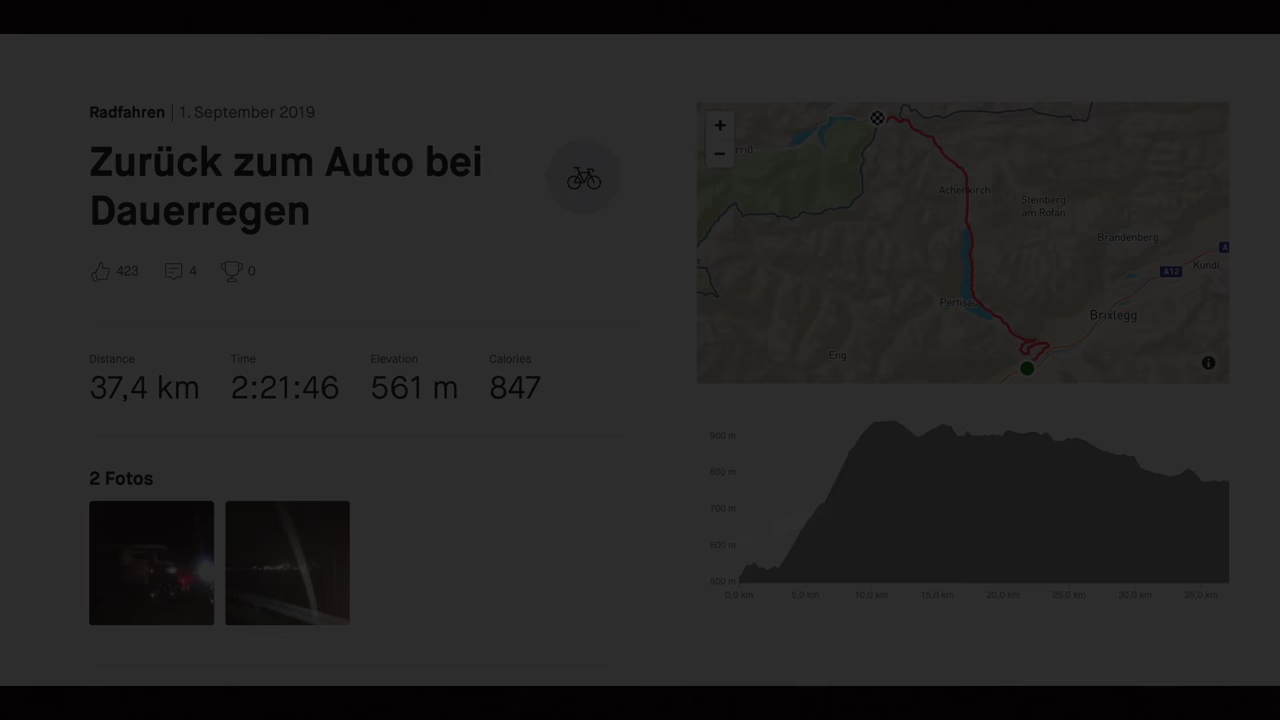 Radfahren | 1. September 2019
Zurück zum Auto bei
Dauerregen
423
4
0
Distance
Time
Elevation
Calories
37,4 km
2:21:46
561 m
847
2 Fotos
+
−
Achenkirch
Steinberg
am Rofan
Brandenberg
A
A12
Kundl
Pertisau
Brixlegg
Eng
i
900 m
800 m
700 m
600 m
0,0 km
5,0 km
10,0 km
15,0 km
20,0 km
25,0 km
30,0 km
35,0 km